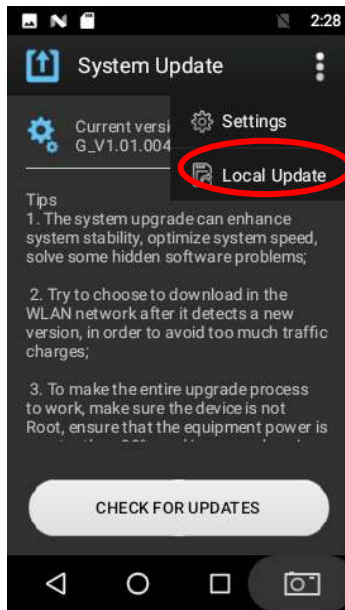 2:28
System Update
Current versi
G_V1.01.004
Settings
Local Update
Tips
1. The system upgrade can enhance
system stability, optimize system speed,
solve some hidden software problems;
2. Try to choose to download in the
WLAN network after it detects a new
version, in order to avoid too much traffic
charges;
3. To make the entire upgrade process
to work, make sure the device is not
Root, ensure that the equipment power is
CHECK FOR UPDATES